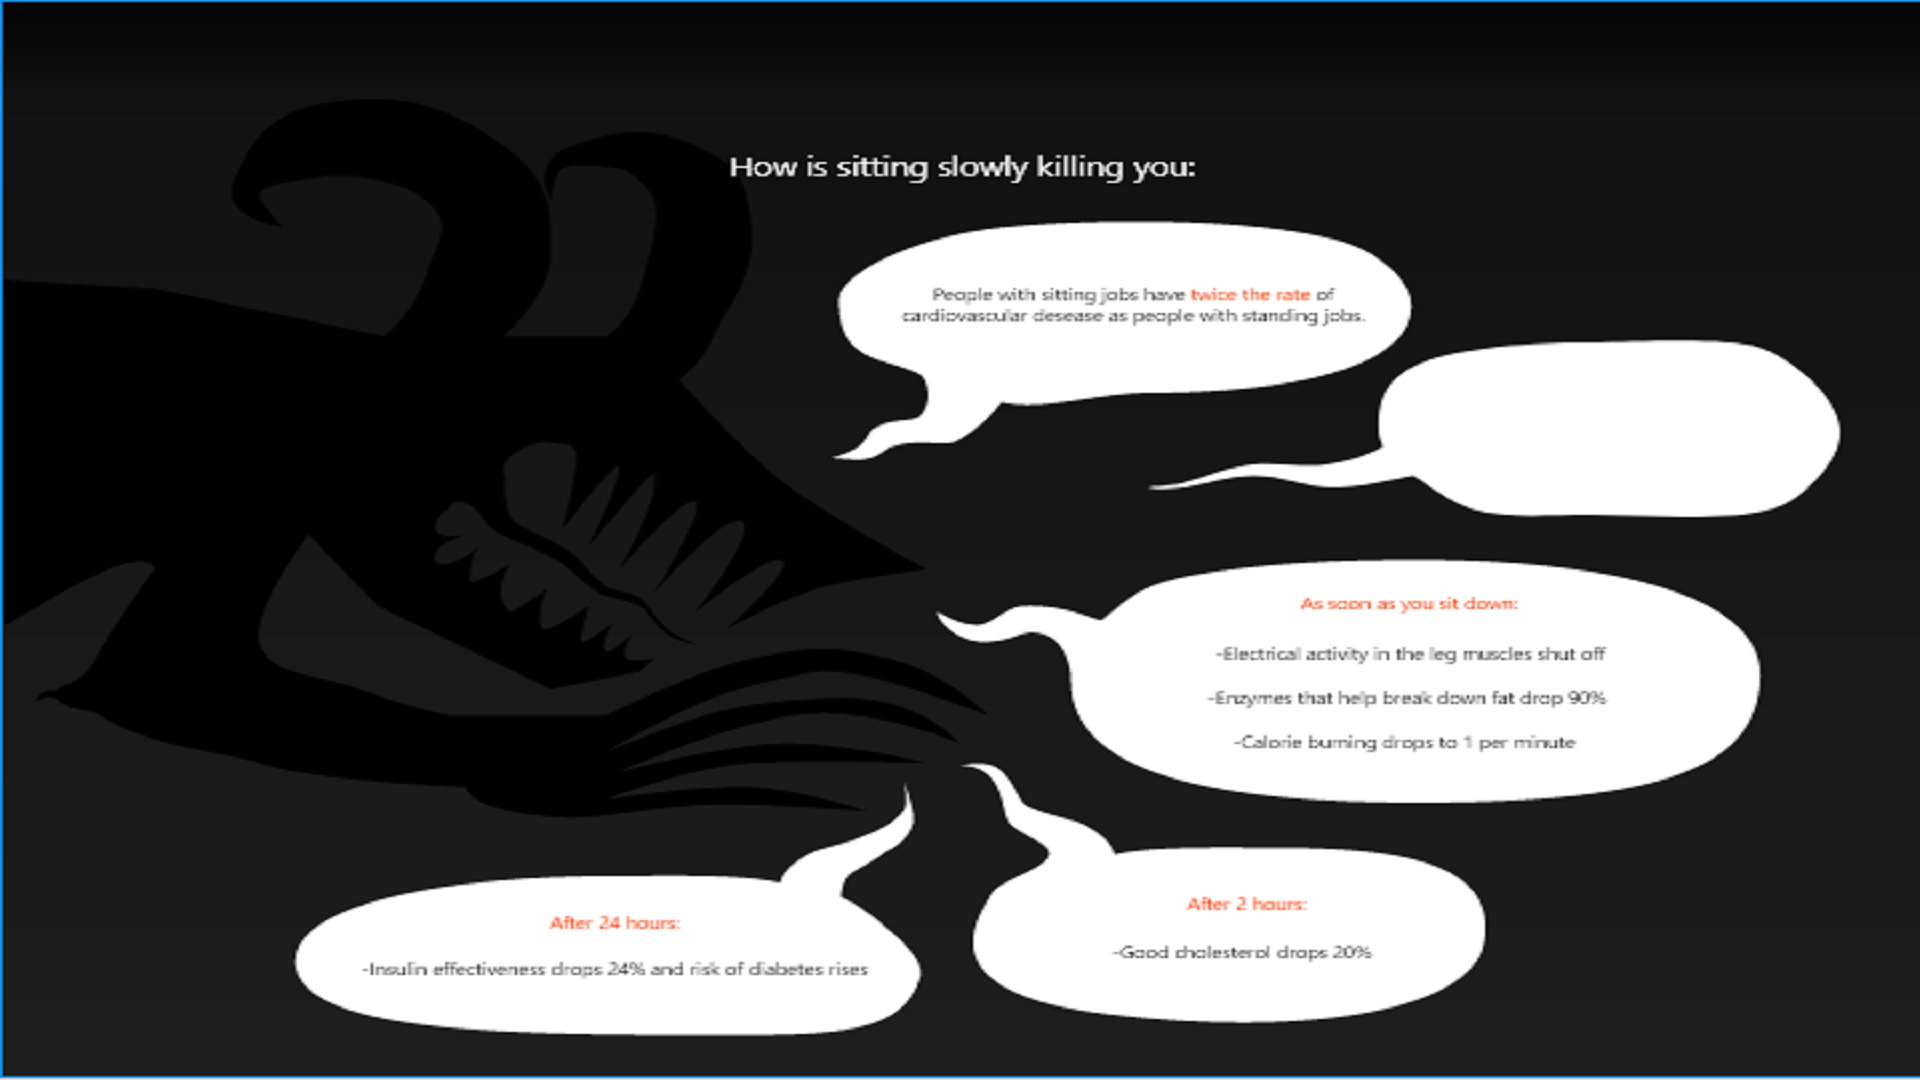 How is sitting slowly killing you:
People with sitting jobs have twice the rate of
cardiovascular desease as people with standing jobs.
As soon as you sit down:
-Electrical activity in the leg muscles shut off
-Enzymes that help break down fat drop 90%
-Calorie burning drops to 1 per minute
After 2 hours:
-Good cholesterol drops 20%
After 24 hours:
-Insulin effectiveness drops 24% and risk of diabetes rises